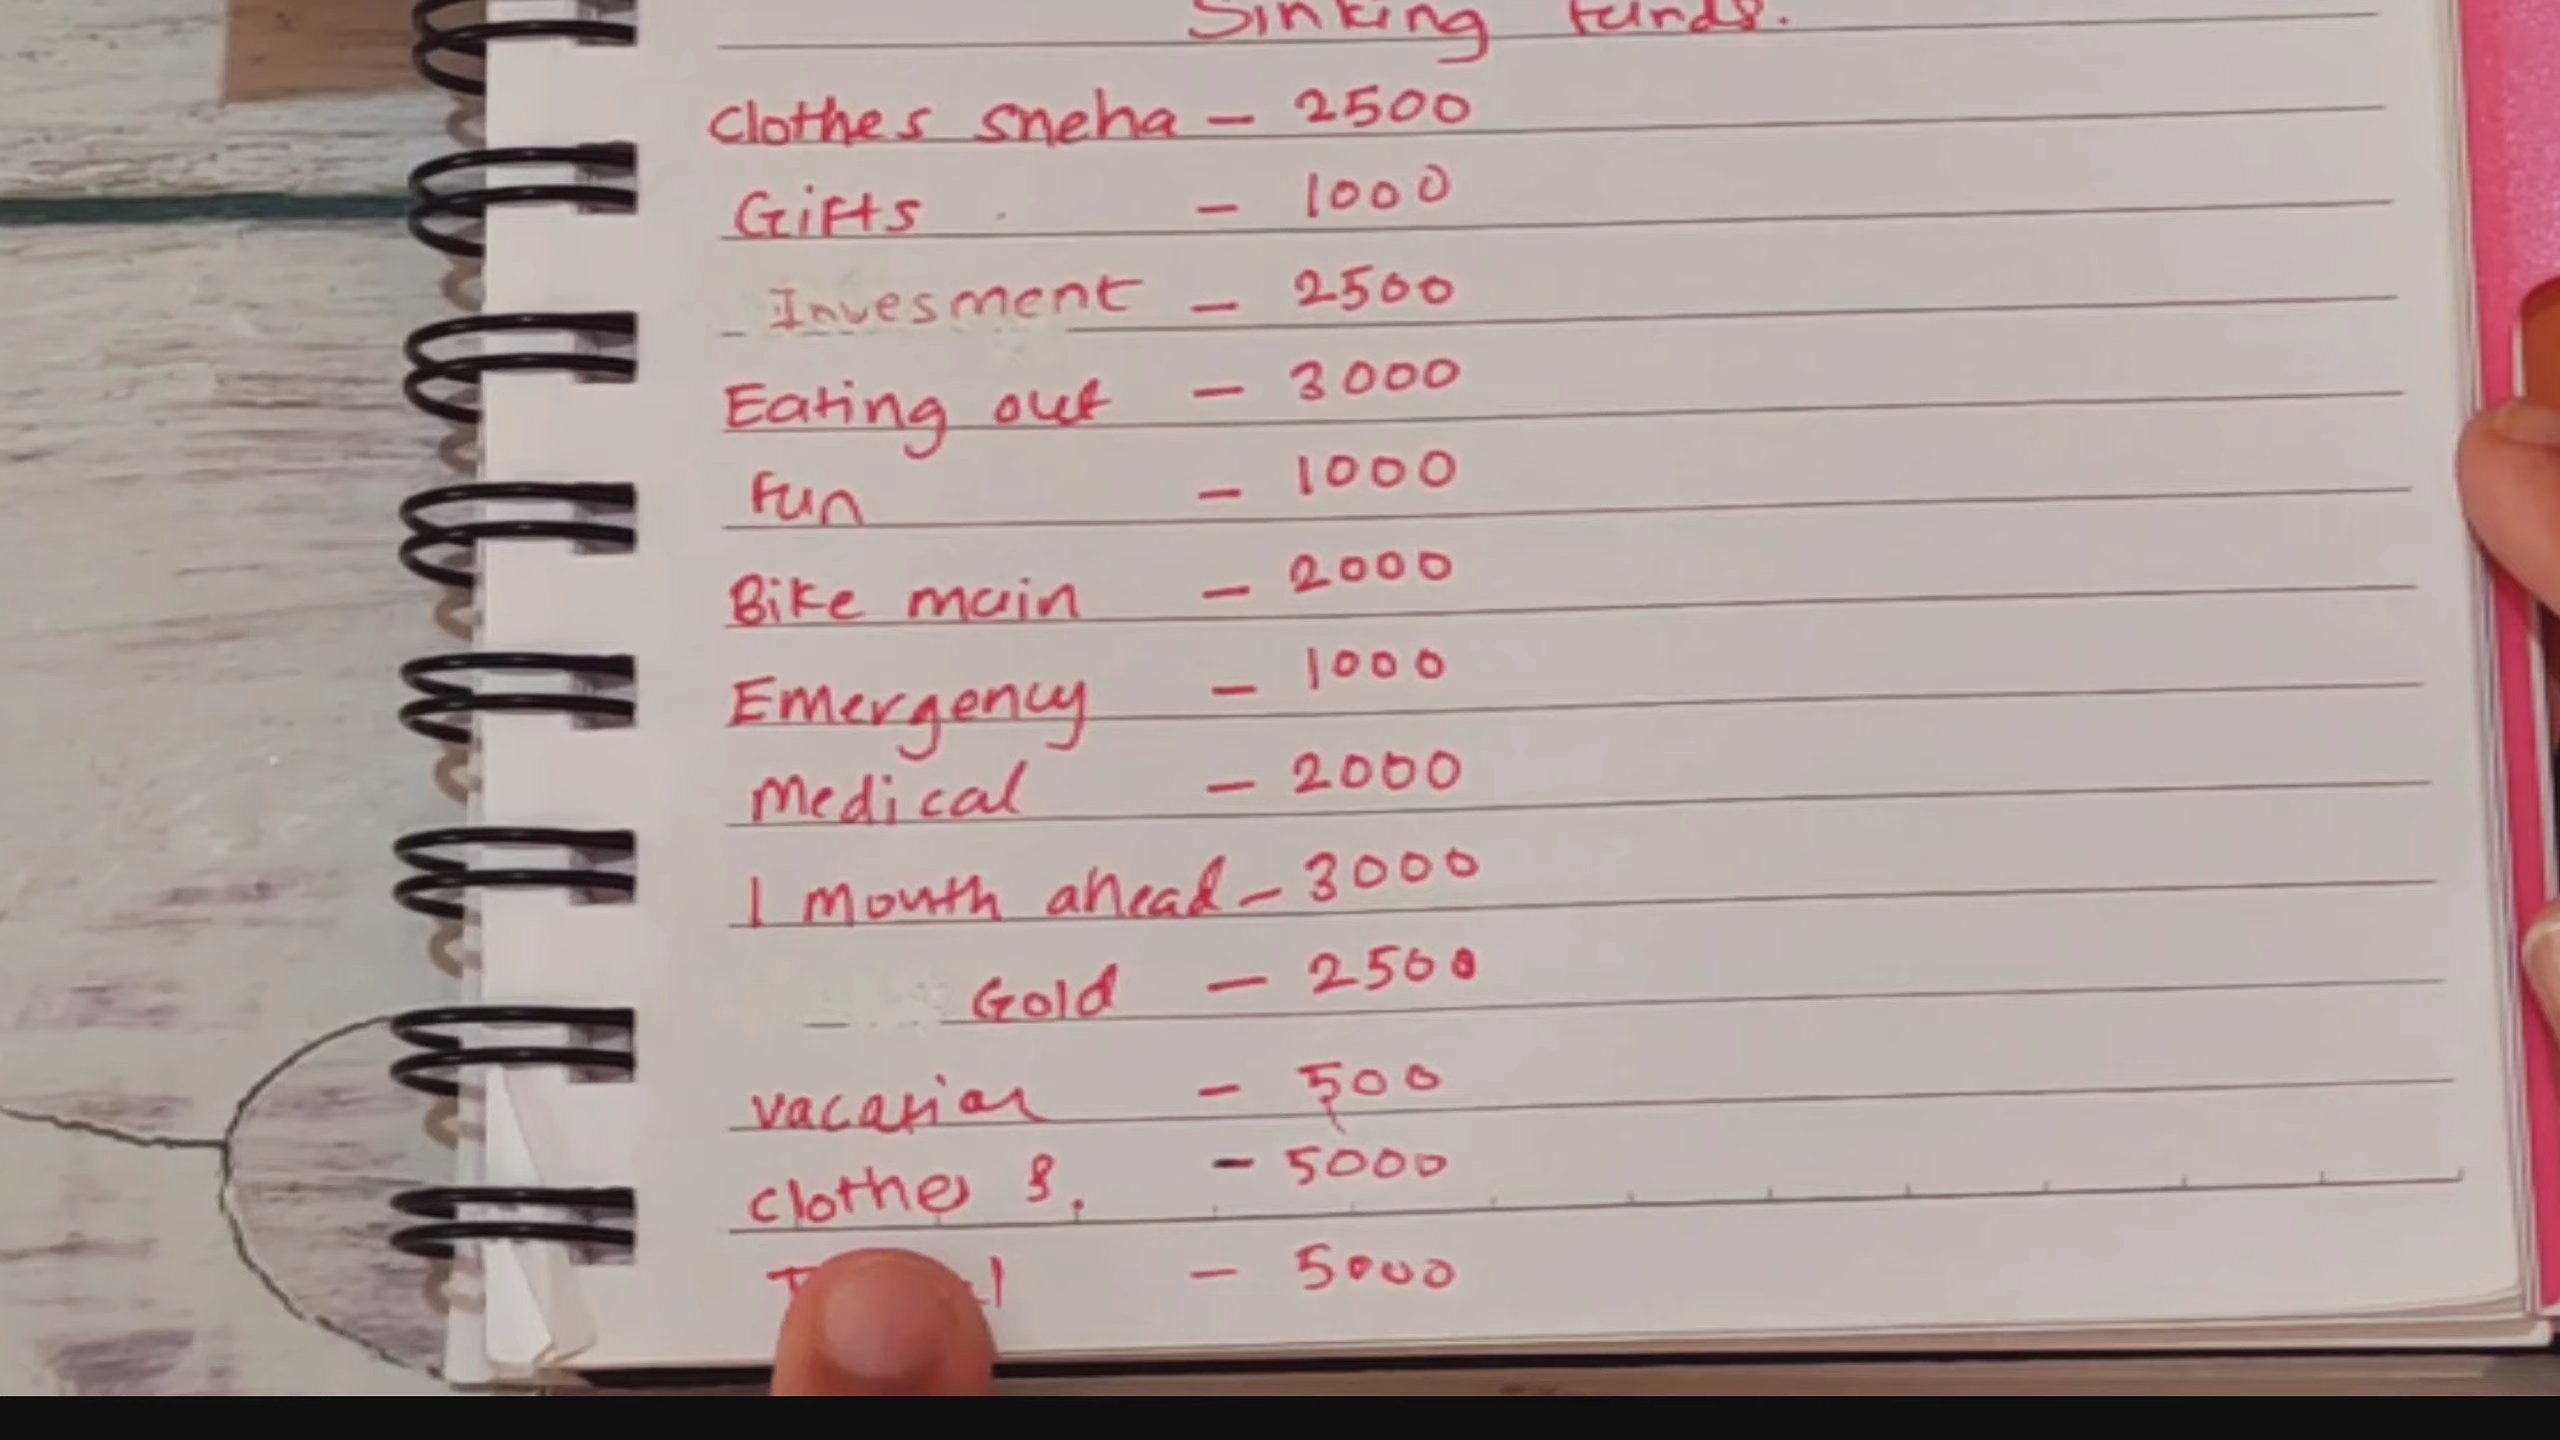 Sinking Funds.
Clothes sneha - 2500
Gifts - 1000
Invesment - 2500
Eating out - 3000
Fun - 1000
Bike main - 2000
Emergency - 1000
Medical - 2000
1 Month ahead - 3000
Gold - 2500
vacation - 500
clothes S. - 5000
- 5000